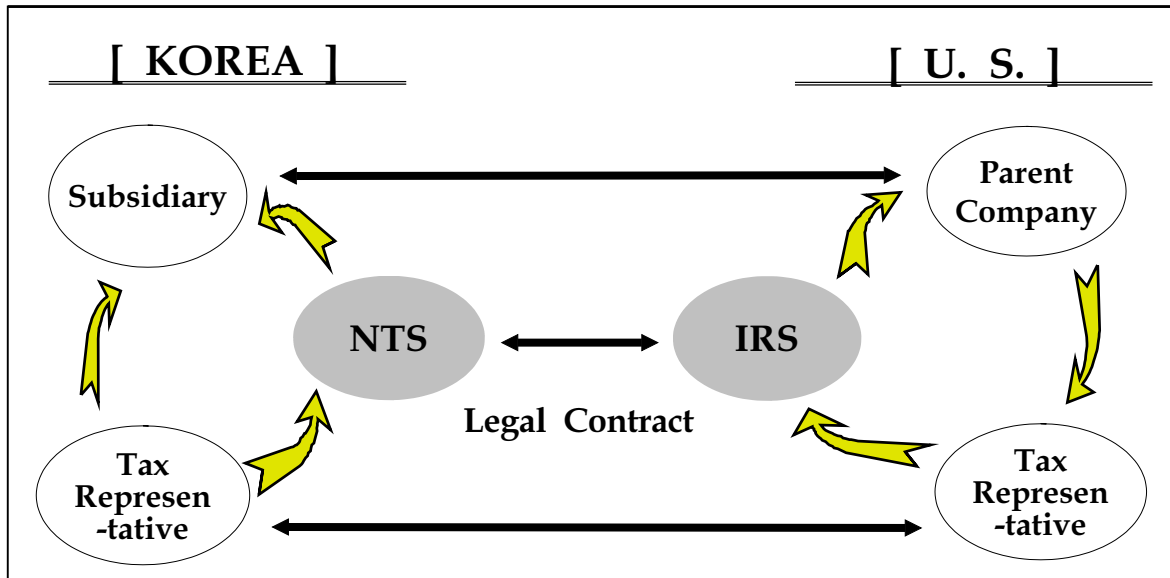 [ KOREA ]
[ U. S. ]
Subsidiary
Parent
Company
NTS
IRS
Legal Contract
Tax
Represen
-tative
Tax
Represen
-tative